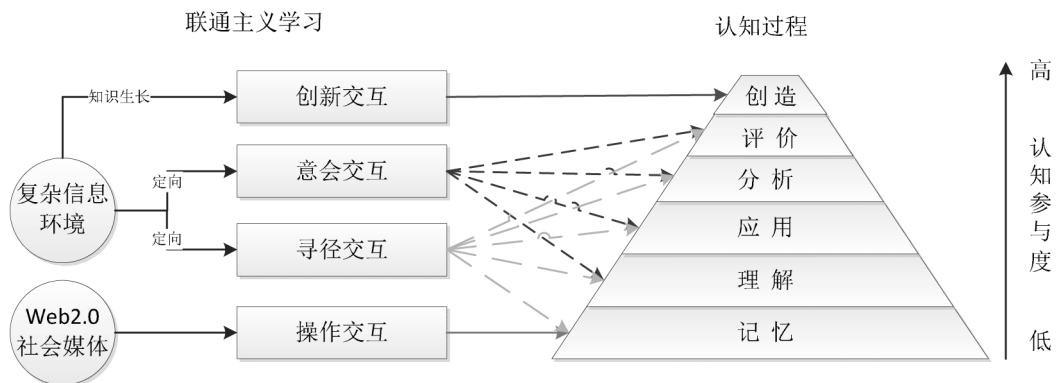 联通主义学习
认知过程
知识生长
创新交互
复杂信息
环境
定向
意会交互
定向
寻径交互
Web2.0
社会媒体
操作交互
创造
评价
分析
应用
理解
记忆
高
认知参与度
低